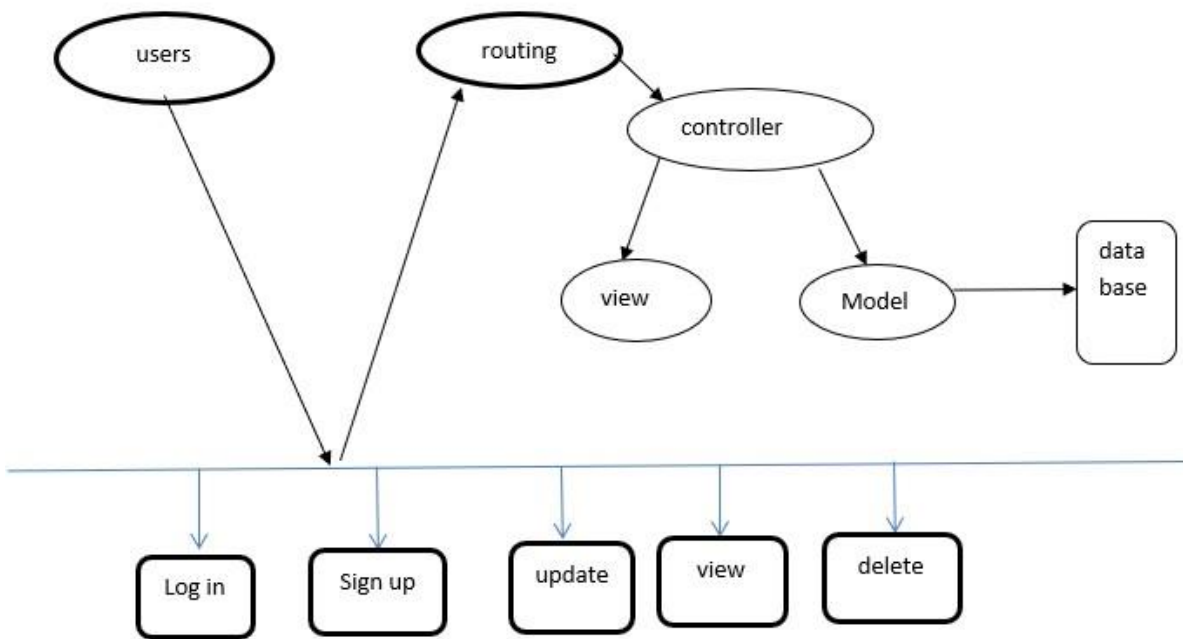 users
routing
controller
view
Model
data
base
Log in
Sign up
update
view
delete